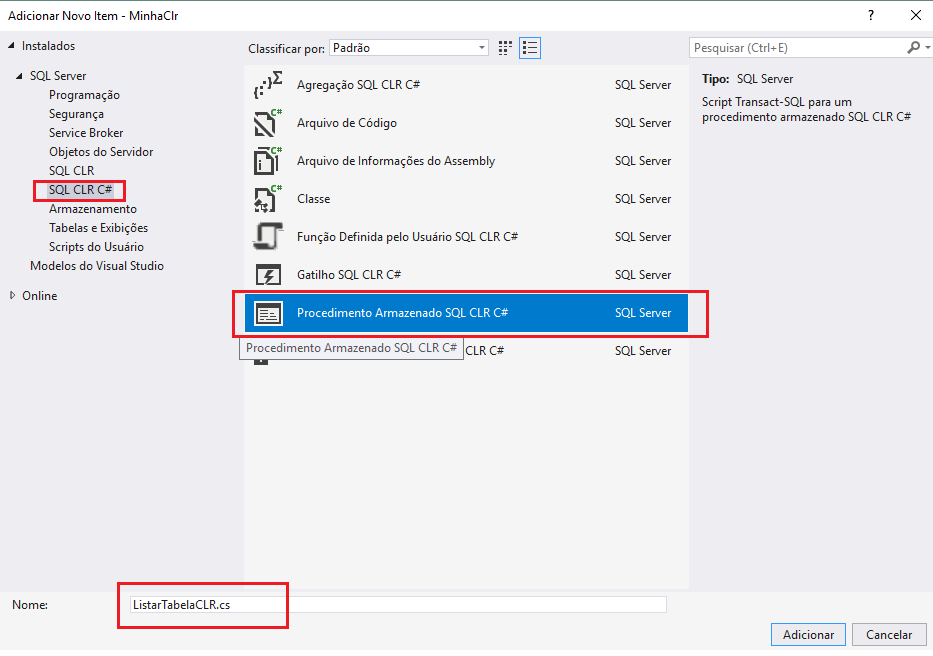 Adicionar Novo Item - MinhaClr
?
Instalados
SQL Server
Programação
Segurança
Service Broker
Objetos do Servidor
SQL CLR
SQL CLR C#
Armazenamento
Tabelas e Exibições
Scripts do Usuário
Modelos do Visual Studio
Online
Classificar por: Padrão
Agregação SQL CLR C# SQL Server
Arquivo de Código SQL Server
Arquivo de Informações do Assembly SQL Server
Classe SQL Server
Função Definida pelo Usuário SQL CLR C# SQL Server
Gatilho SQL CLR C# SQL Server
Procedimento Armazenado SQL CLR C# SQL Server
Procedimento Armazenado SQL CLR C#
CLR C# SQL Server
Pesquisar (Ctrl+E)
Tipo: SQL Server
Script Transact-SQL para um
procedimento armazenado SQL CLR C#
Nome: ListarTabelaCLR.cs
Adicionar Cancelar